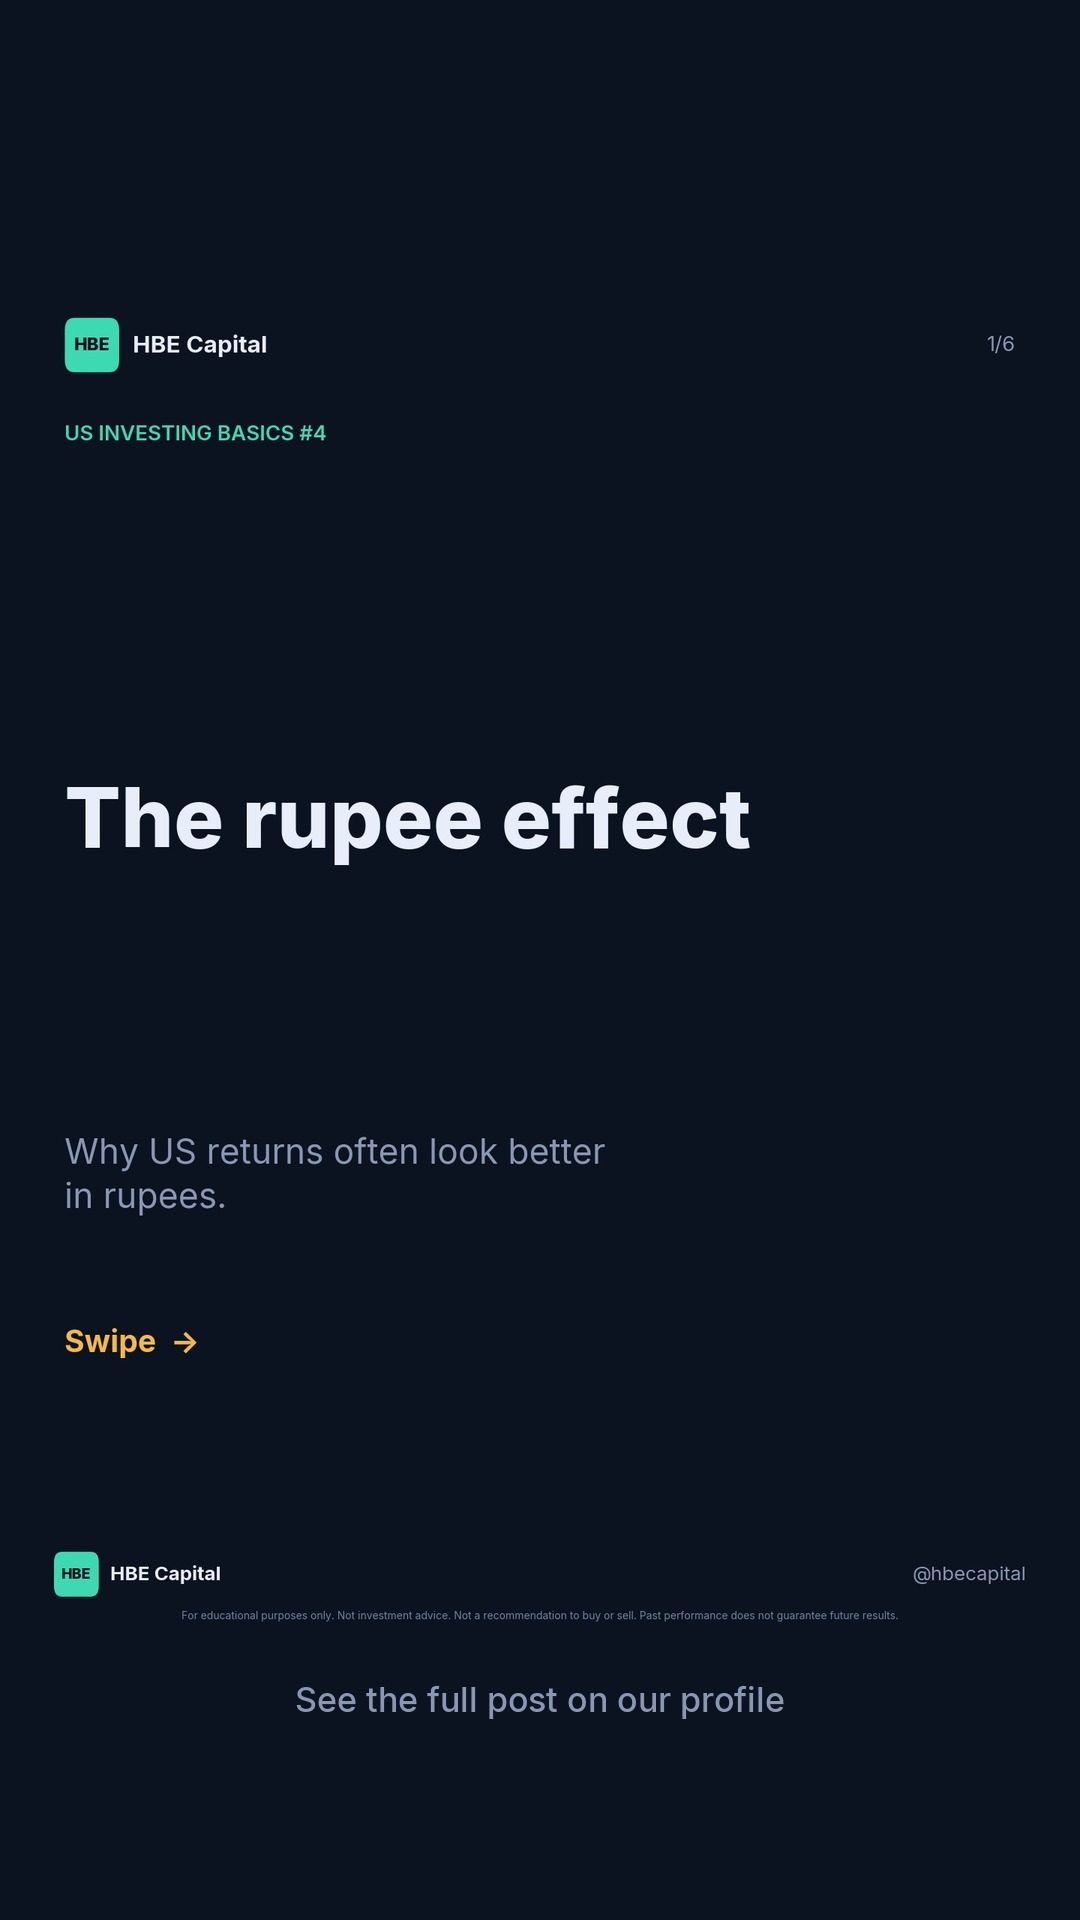 HBE HBE Capital 1/6
US INVESTING BASICS #4
The rupee effect
Why US returns often look better
in rupees.
Swipe →
HBE HBE Capital @hbecapital
For educational purposes only. Not investment advice. Not a recommendation to buy or sell. Past performance does not guarantee future results.
See the full post on our profile